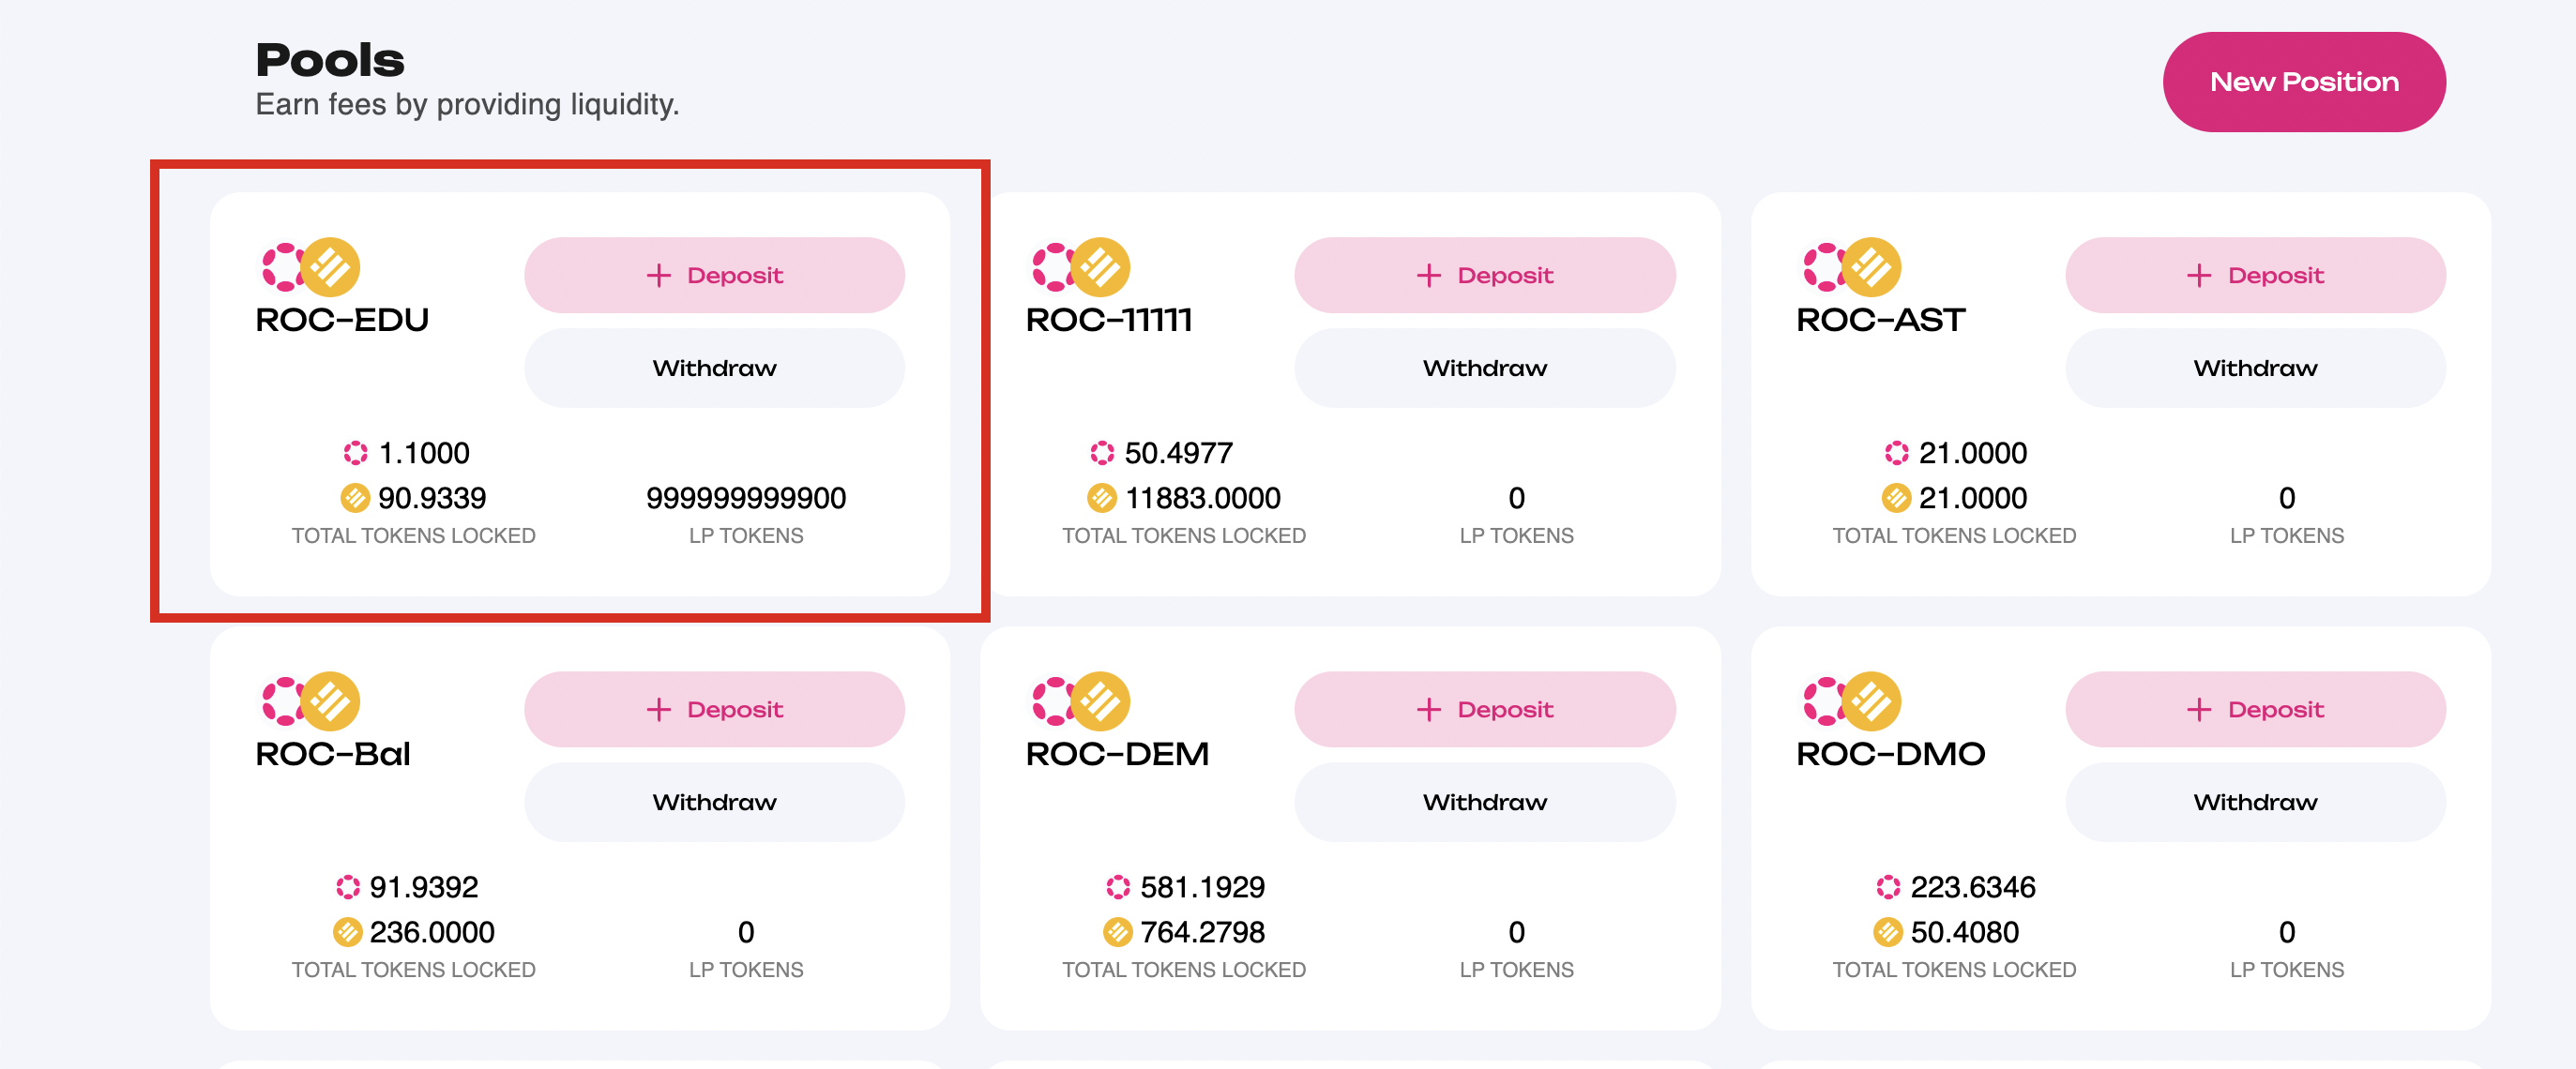 Pools
Earn fees by providing liquidity.
New Position
ROC-EDU
+ Deposit
Withdraw
1.1000
90.9339
TOTAL TOKENS LOCKED
999999999900
LP TOKENS
ROC-11111
+ Deposit
Withdraw
50.4977
11883.0000
TOTAL TOKENS LOCKED
0
LP TOKENS
ROC-AST
+ Deposit
Withdraw
21.0000
21.0000
TOTAL TOKENS LOCKED
0
LP TOKENS
ROC-Bal
+ Deposit
Withdraw
91.9392
236.0000
TOTAL TOKENS LOCKED
0
LP TOKENS
ROC-DEM
+ Deposit
Withdraw
581.1929
764.2798
TOTAL TOKENS LOCKED
0
LP TOKENS
ROC-DMO
+ Deposit
Withdraw
223.6346
50.4080
TOTAL TOKENS LOCKED
0
LP TOKENS